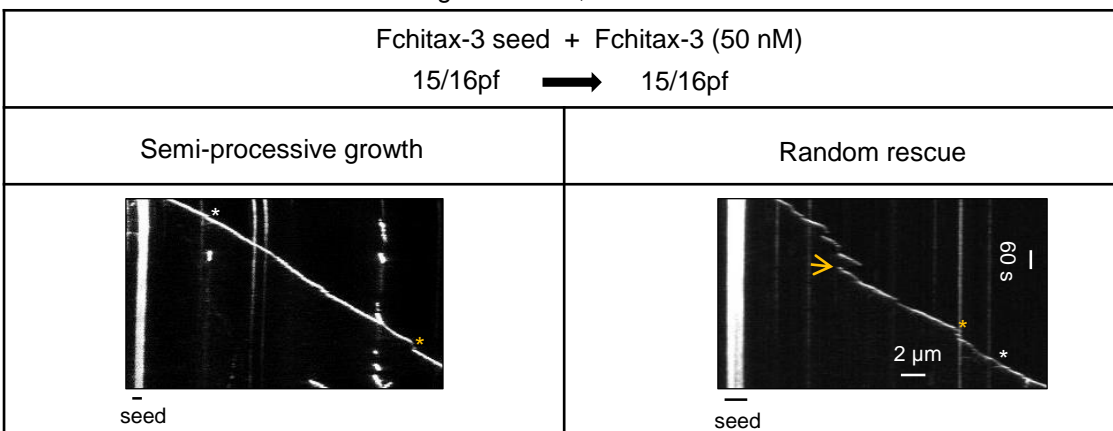 Fchitax-3 seed + Fchitax-3 (50 nM)
15/16pf → 15/16pf
Semi-processive growth
Random rescue
*
*
seed
60 s
*
2 µm
*
seed